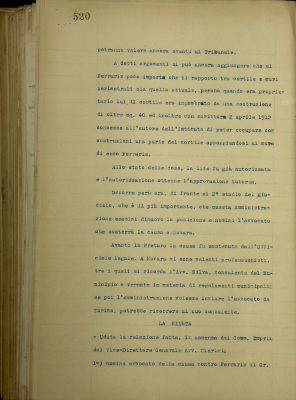 520
potranno valere ancora avanti al Tribunale.
A detti argomenti si può ancora aggiungere che al
Ferraris poco importa che il rapporto tra cortile e muri
perimetrali sia quello attuale, perchè quando era proprie-
tario lui, il cortile era ingombrato da una costruzione
di oltre mq. 40 ed inoltre con scrittura 2 aprile 1912
concesse all'autore dell'Istituto di poter occupare con
costruzioni una parte del cortile appoggiandosi al muro
di esso Ferraris.
Allo stato delle cose, la lite fu già autorizzata
e l'autorizzazione ottenne l'approvazione tutoria.
Occorre però ora, di fronte al 2° stadio del giu-
dizio, che è il più importante, che questa Amministra-
zione assuma dinanzi la decisione e nomini l'avvocato
che sosterrà la causa a Novara.
Avanti la Pretura la causa fu sostenuta dall'Uffi-
ciale legale. A Novara vi sono valenti professionisti,
tra i quali si ricorda l'Avv. Silva, consulente del Mu-
nicipio e versato in materia di regolamenti municipali;
se poi l'amministrazione volesse inviare l'avvocato da
Torino, potrebbe ricorrere al suo consulente.
LA GIUNTA
- Udita la relazione fatta, in assenza del Comm.
del Vice-Direttore Generale Avv. Clerici;
1°) nomina avvocato della causa contro Ferraris il Gr.